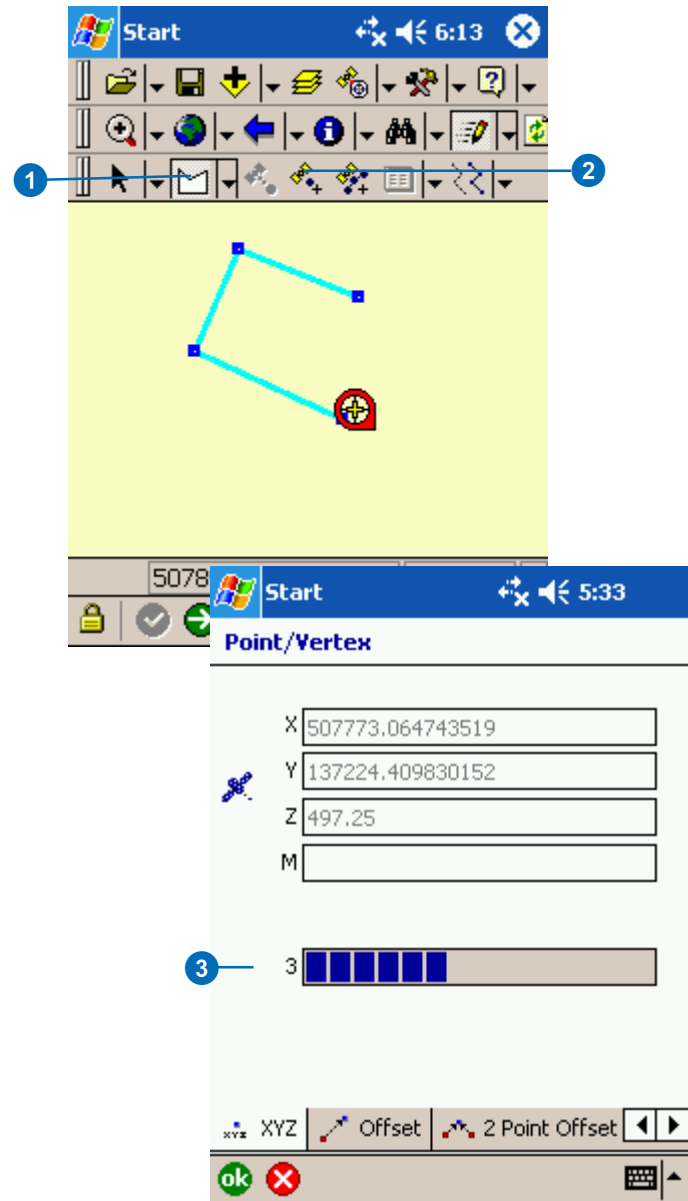 Start 6:13
1
2
5078
Start 5:33
Point/Vertex
X 507773.064743519
Y 137224.409830152
Z 497.25
M
3 3
XYZ XYZ Offset 2 Point Offset
ok